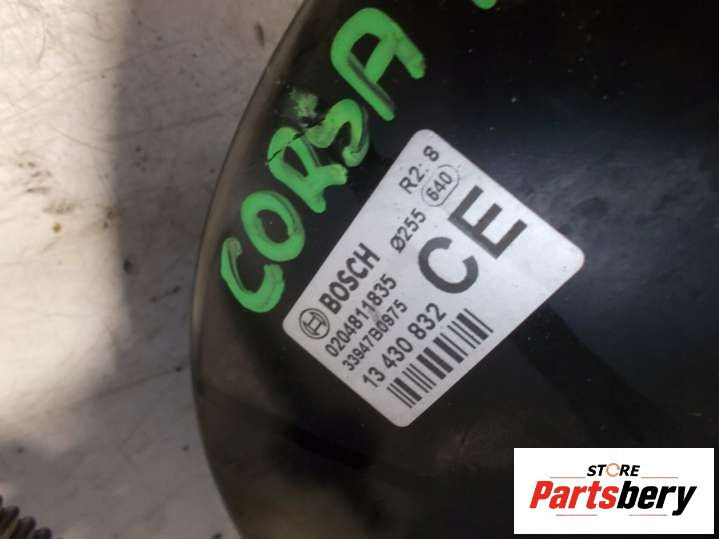 CORSA
BOSCH Ø255 R2: 8
0204811835 640
33947B0975
13 430 832
CE
STORE
Partsbery